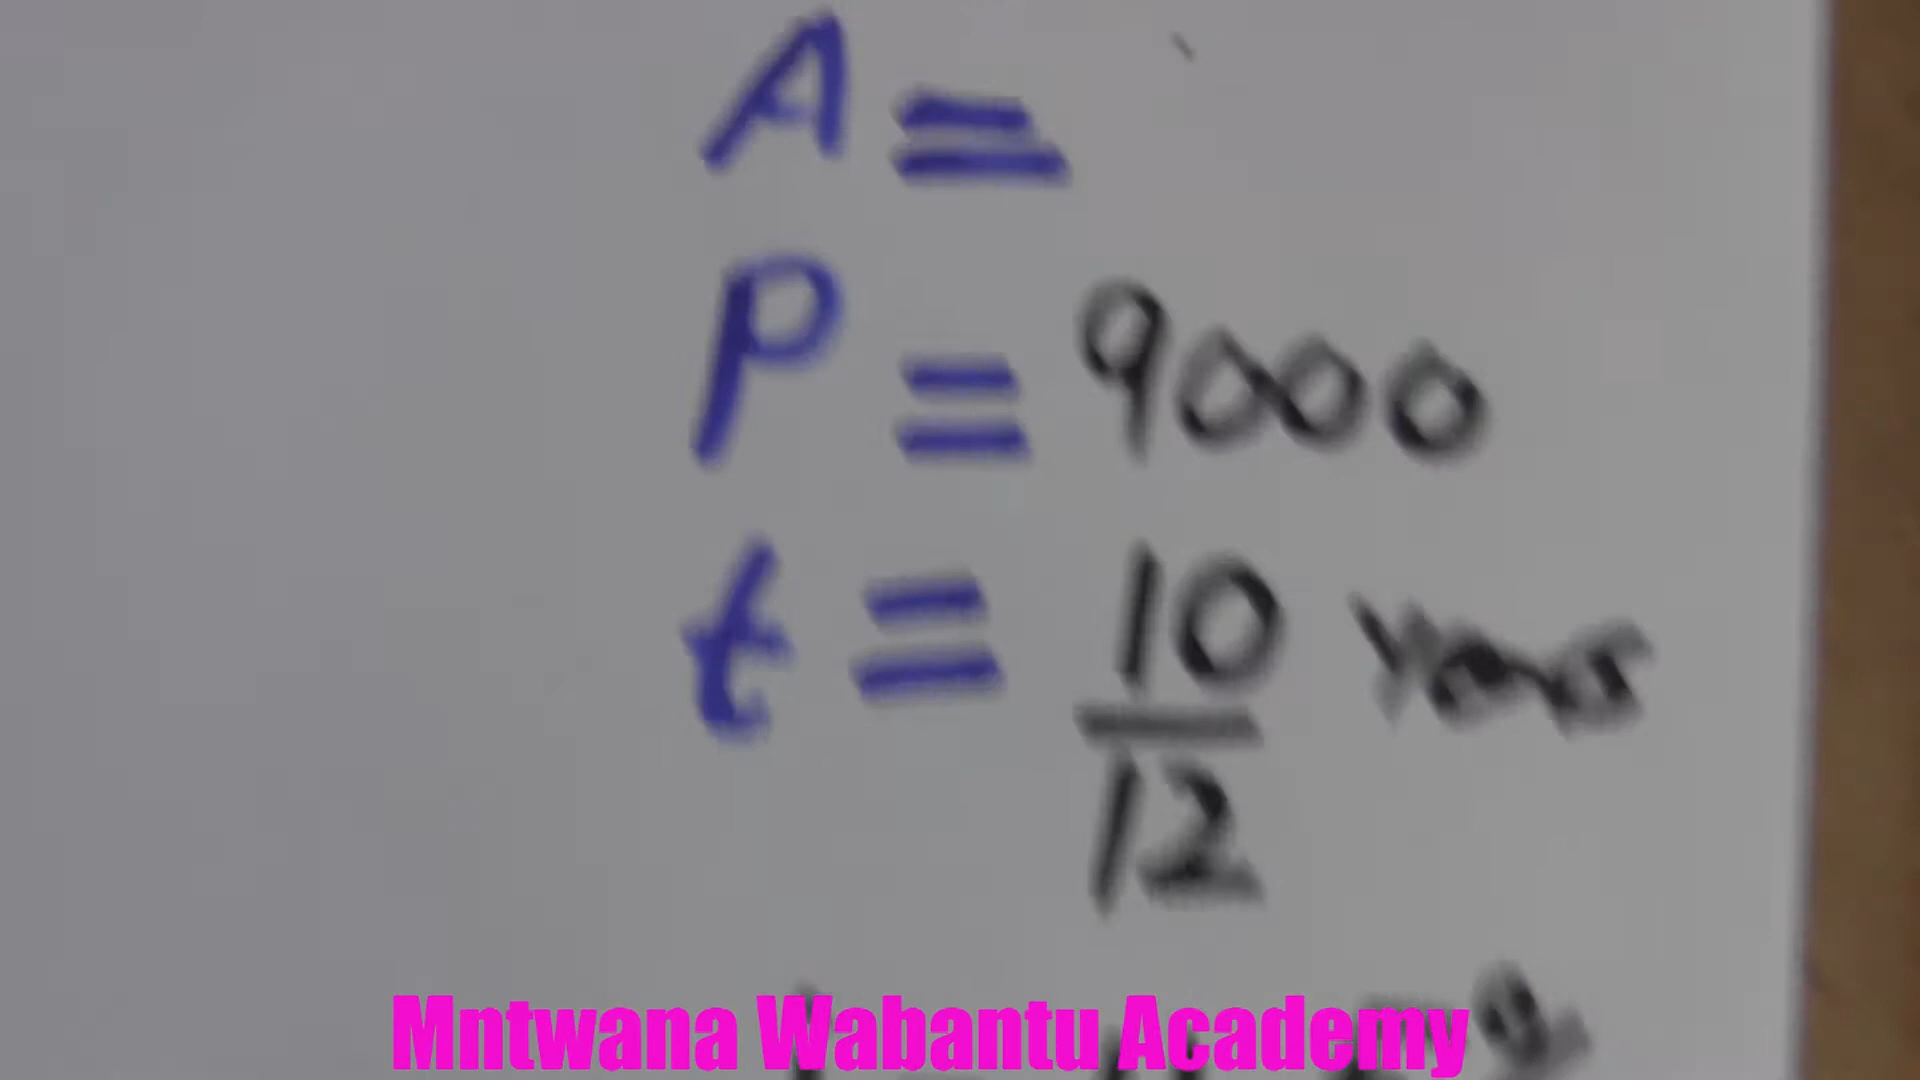 A =
P = 9000
t = 10/12 years
Mntwana Wabantu Academy